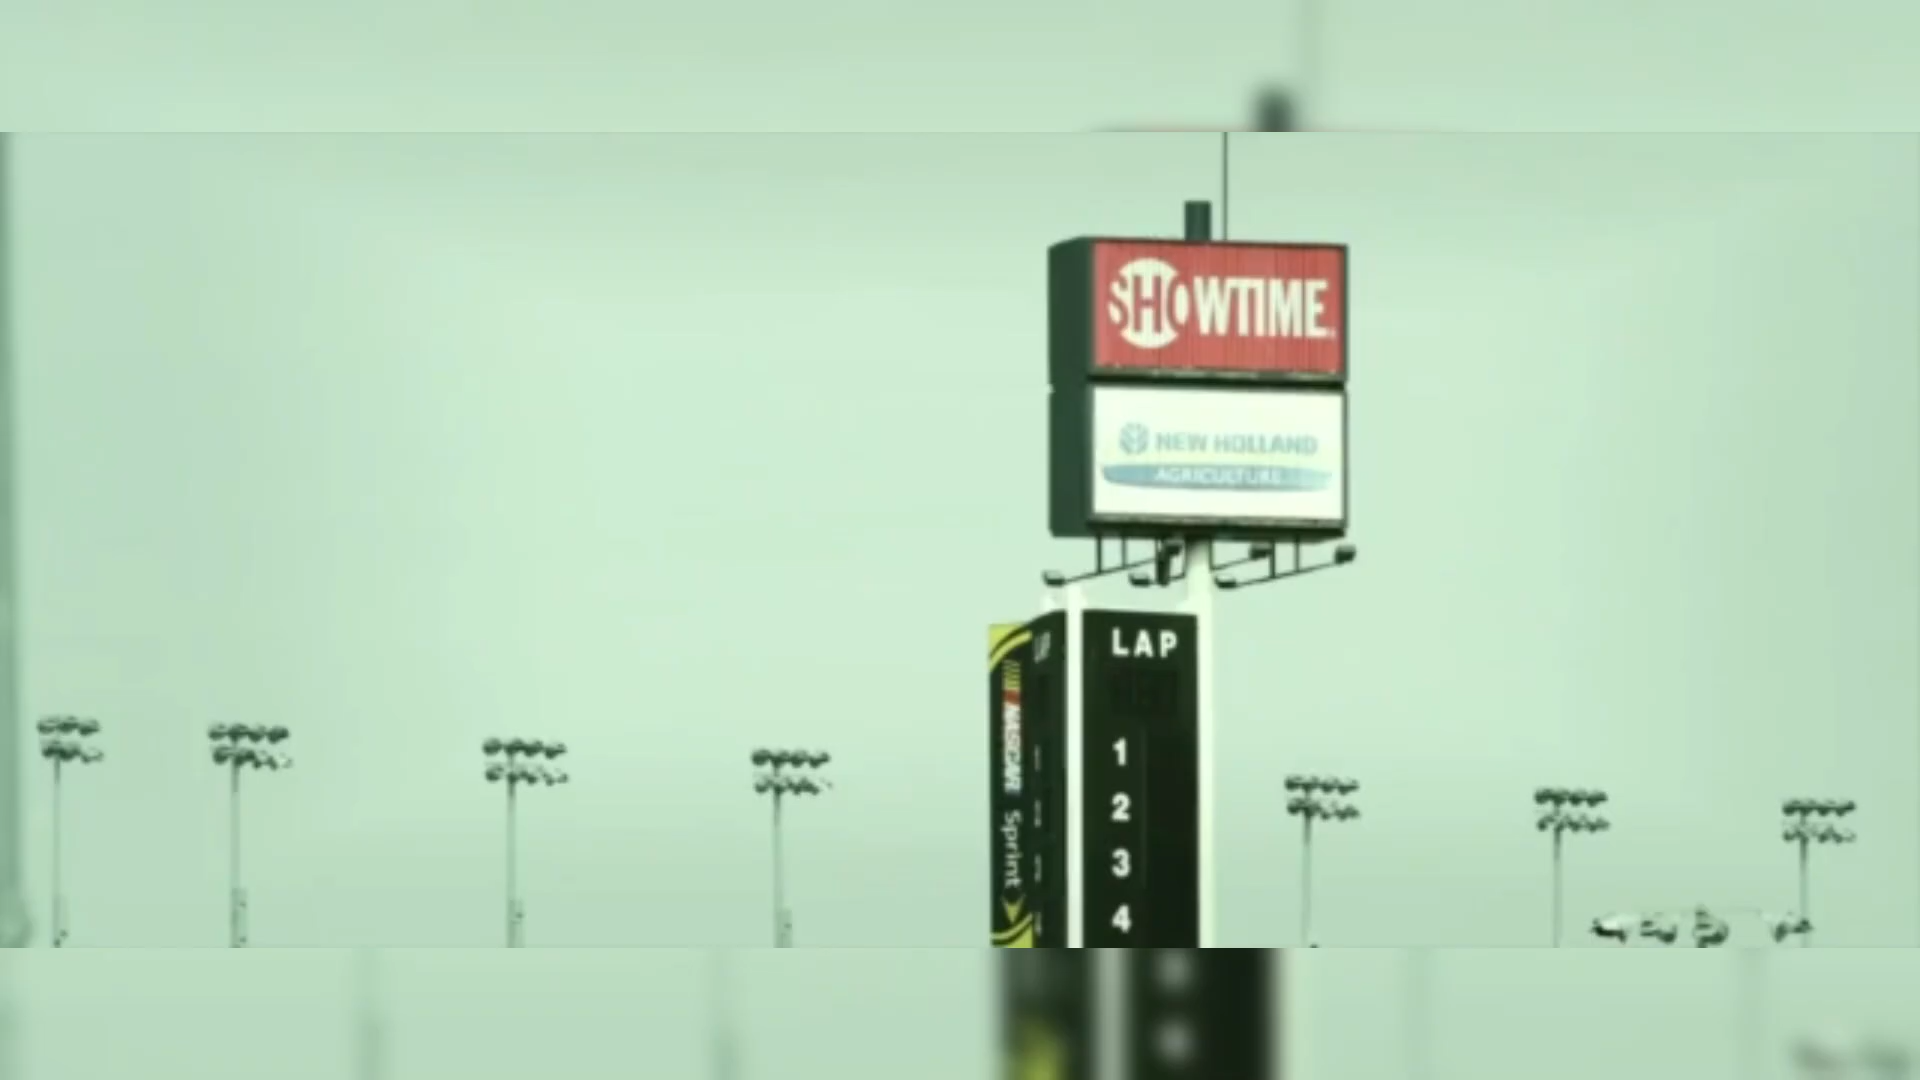 SHOWTIME
NEW HOLLAND
AGRICULTURE
LAP
1
2
3
4
NASCAR Sprint